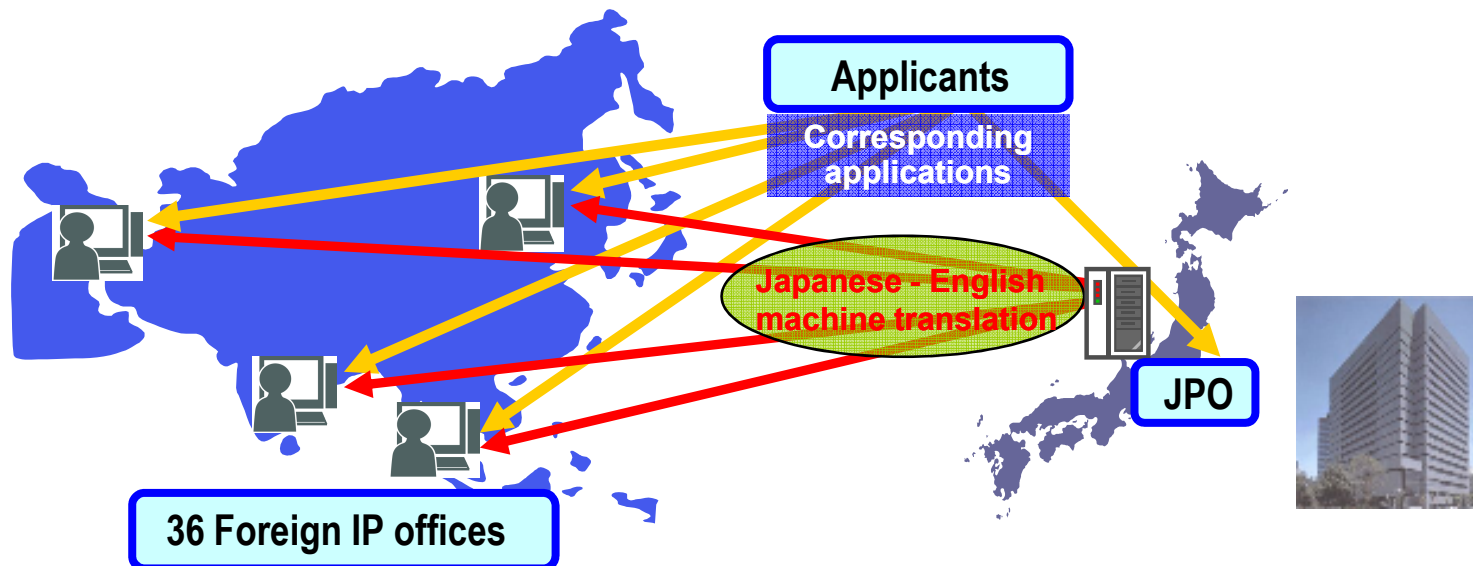 Applicants
Corresponding
applications
Japanese - English
machine translation
JPO
36 Foreign IP offices